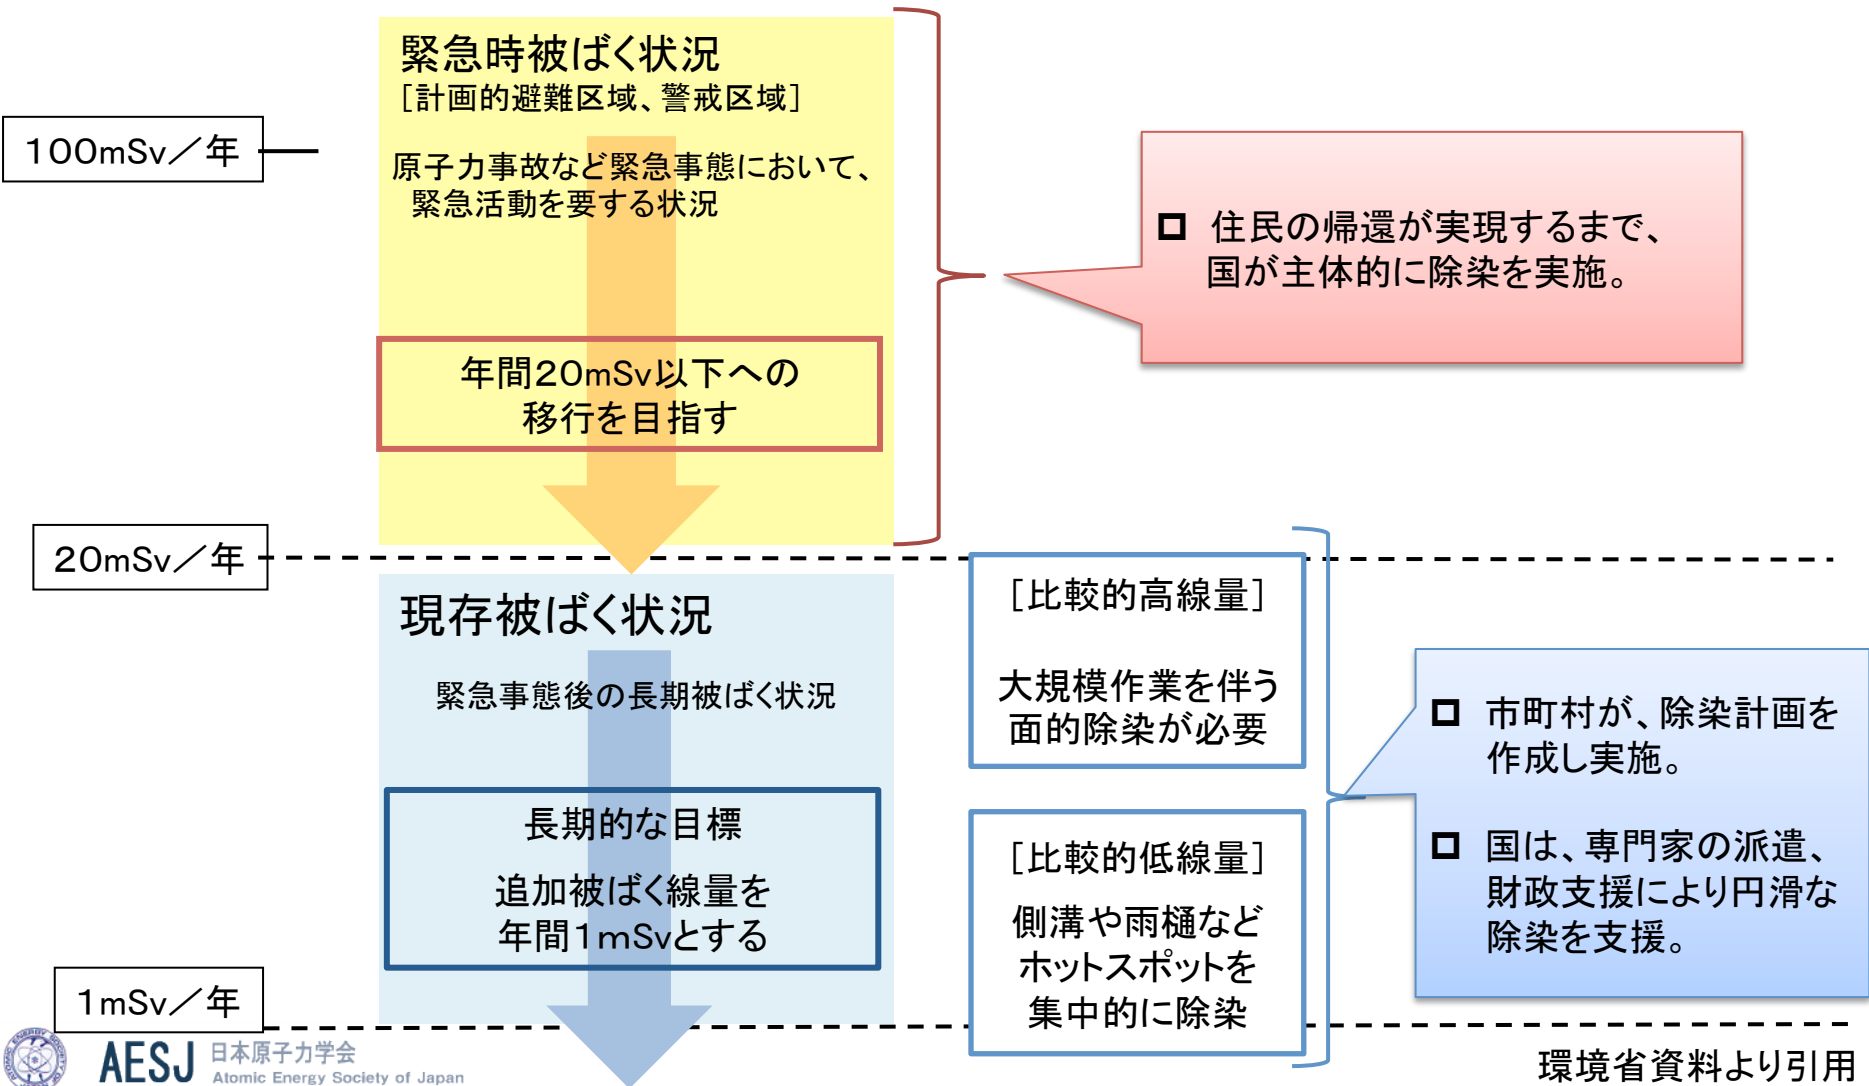 緊急時被ばく状況
［計画的避難区域、警戒区域］
100mSv／年
原子力事故など緊急事態において、
緊急活動を要する状況
住民の帰還が実現するまで、
国が主体的に除染を実施。
年間20mSv以下への
移行を目指す
20mSv／年
現存被ばく状況
緊急事態後の長期被ばく状況
長期的な目標
追加被ばく線量を
年間1mSvとする
［比較的高線量］
大規模作業を伴う
面的除染が必要
［比較的低線量］
側溝や雨樋など
ホットスポットを
集中的に除染
市町村が、除染計画を
作成し実施。
国は、専門家の派遣、
財政支援により円滑な
除染を支援。
1mSv／年
AESJ 日本原子力学会
Atomic Energy Society of Japan
環境省資料より引用